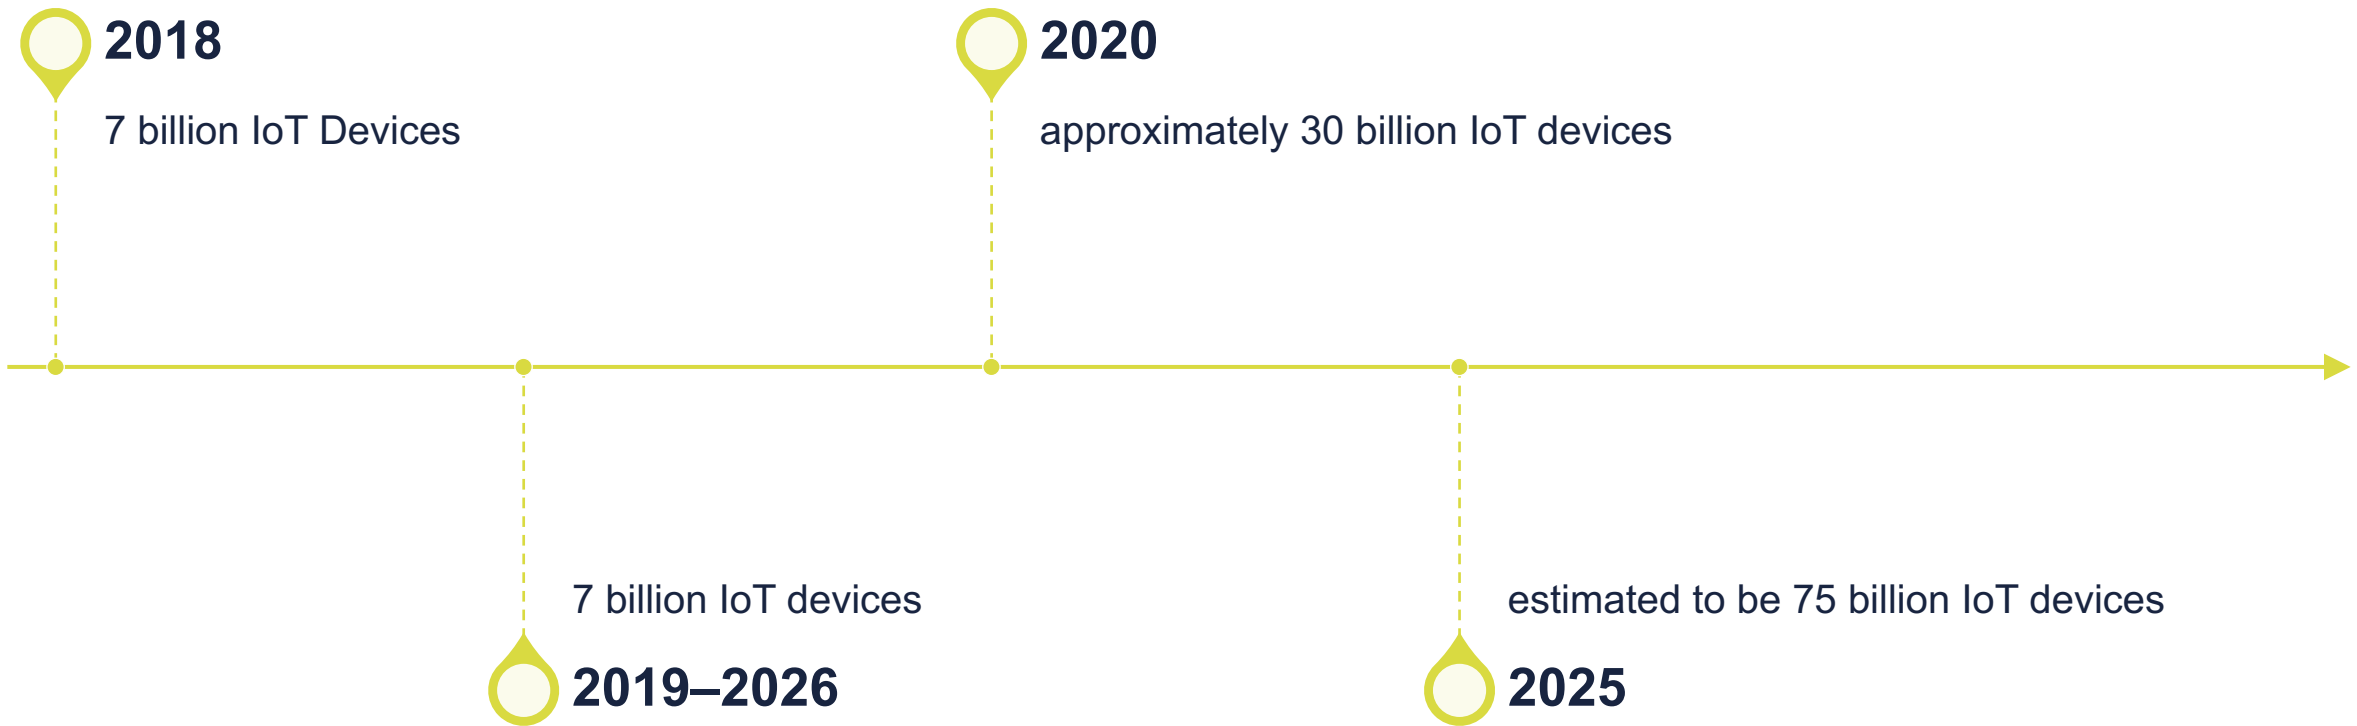 2018
7 billion IoT Devices
7 billion IoT devices
2019–2026
2020
approximately 30 billion IoT devices
estimated to be 75 billion IoT devices
2025